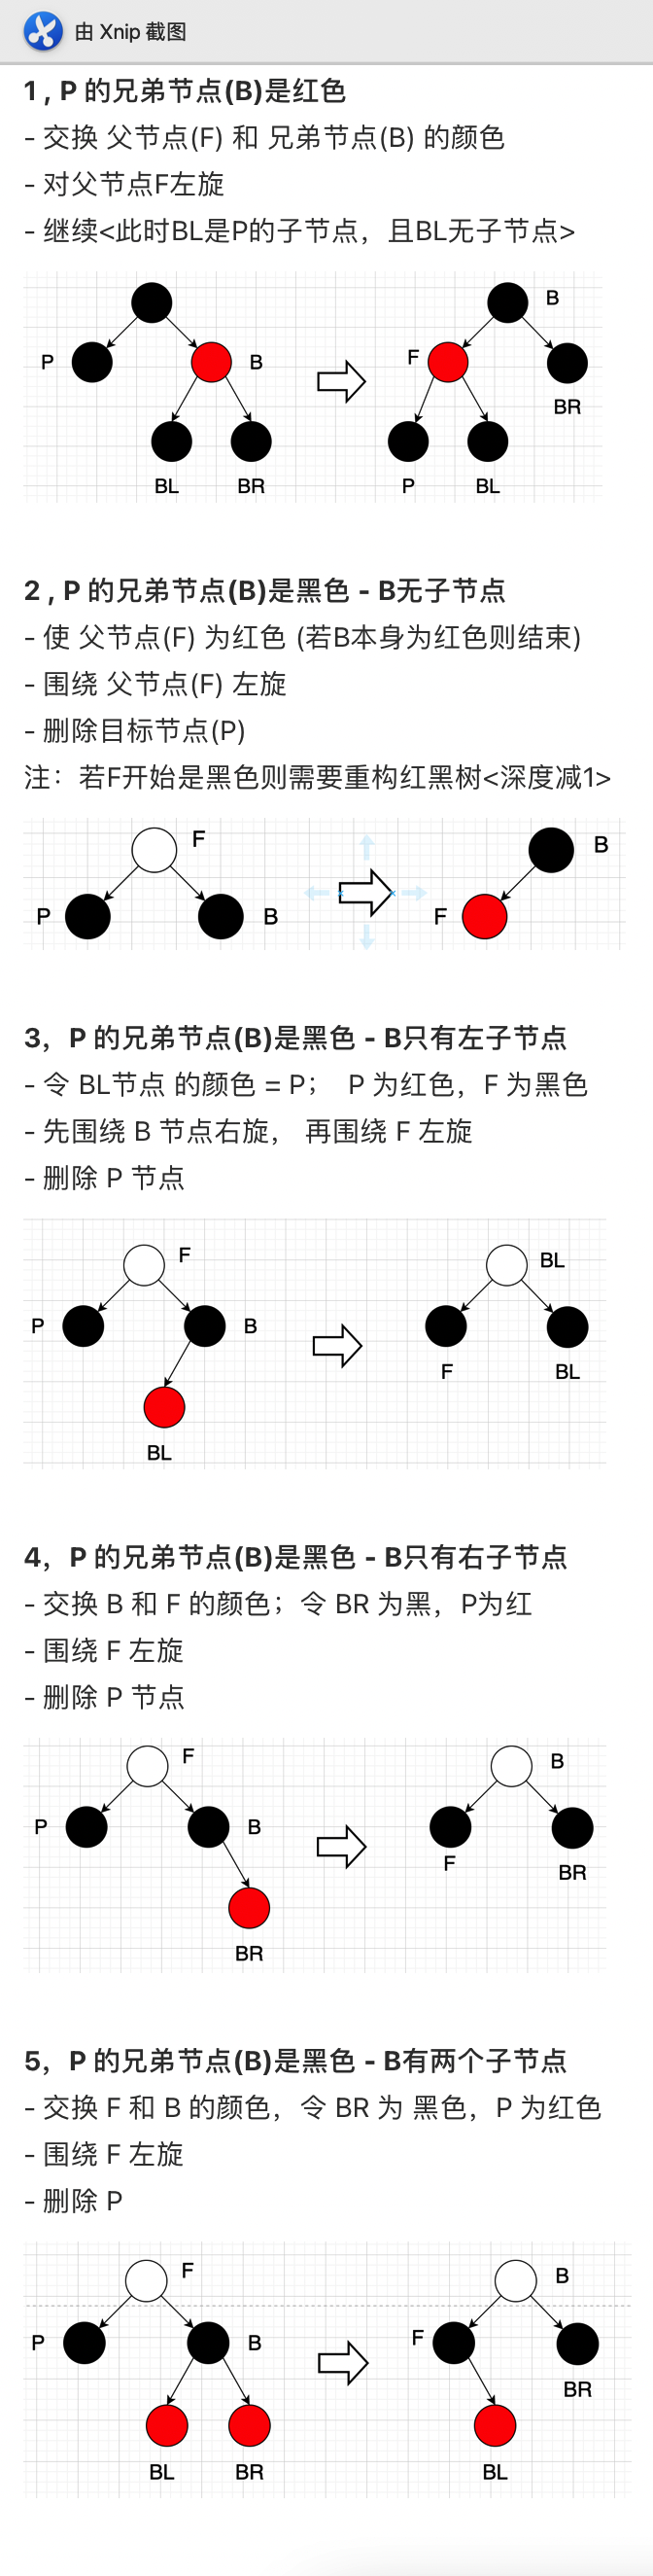 由 Xnip 截图
1 , P 的兄弟节点(B)是红色
- 交换 父节点(F) 和 兄弟节点(B) 的颜色
- 对父节点F左旋
- 继续<此时BL是P的子节点，且BL无子节点>
B
P
B
F
BR
BL
BR
P
BL
2 , P 的兄弟节点(B)是黑色 - B无子节点
- 使 父节点(F) 为红色 (若B本身为红色则结束)
- 围绕 父节点(F) 左旋
- 删除目标节点(P)
注：若F开始是黑色则需要重构红黑树<深度减1>
F
B
P
B
F
3，P 的兄弟节点(B)是黑色 - B只有左子节点
- 令 BL节点 的颜色 = P； P 为红色，F 为黑色
- 先围绕 B 节点右旋， 再围绕 F 左旋
- 删除 P 节点
F
BL
P
B
F
BL
BL
4，P 的兄弟节点(B)是黑色 - B只有右子节点
- 交换 B 和 F 的颜色；令 BR 为黑，P为红
- 围绕 F 左旋
- 删除 P 节点
F
B
P
B
F
BR
BR
5，P 的兄弟节点(B)是黑色 - B有两个子节点
- 交换 F 和 B 的颜色，令 BR 为 黑色，P 为红色
- 围绕 F 左旋
- 删除 P
F
B
P
B
F
BR
BL
BR
BL